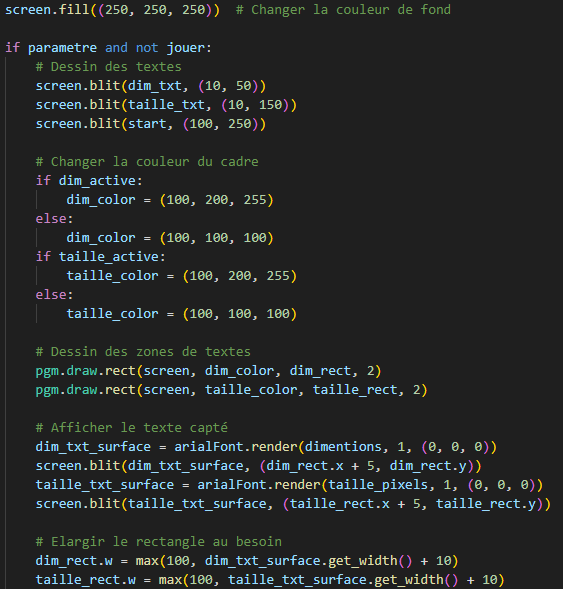 screen.fill((250, 250, 250))  # Changer la couleur de fond

if parametre and not jouer:
    # Dessin des textes
    screen.blit(dim_txt, (10, 50))
    screen.blit(taille_txt, (10, 150))
    screen.blit(start, (100, 250))

    # Changer la couleur du cadre
    if dim_active:
        dim_color = (100, 200, 255)
    else:
        dim_color = (100, 100, 100)
    if taille_active:
        taille_color = (100, 200, 255)
    else:
        taille_color = (100, 100, 100)

    # Dessin des zones de textes
    pgm.draw.rect(screen, dim_color, dim_rect, 2)
    pgm.draw.rect(screen, taille_color, taille_rect, 2)

    # Afficher le texte capté
    dim_txt_surface = arialFont.render(dimentions, 1, (0, 0, 0))
    screen.blit(dim_txt_surface, (dim_rect.x + 5, dim_rect.y))
    taille_txt_surface = arialFont.render(taille_pixels, 1, (0, 0, 0))
    screen.blit(taille_txt_surface, (taille_rect.x + 5, taille_rect.y))

    # Elargir le rectangle au besoin
    dim_rect.w = max(100, dim_txt_surface.get_width() + 10)
    taille_rect.w = max(100, taille_txt_surface.get_width() + 10)